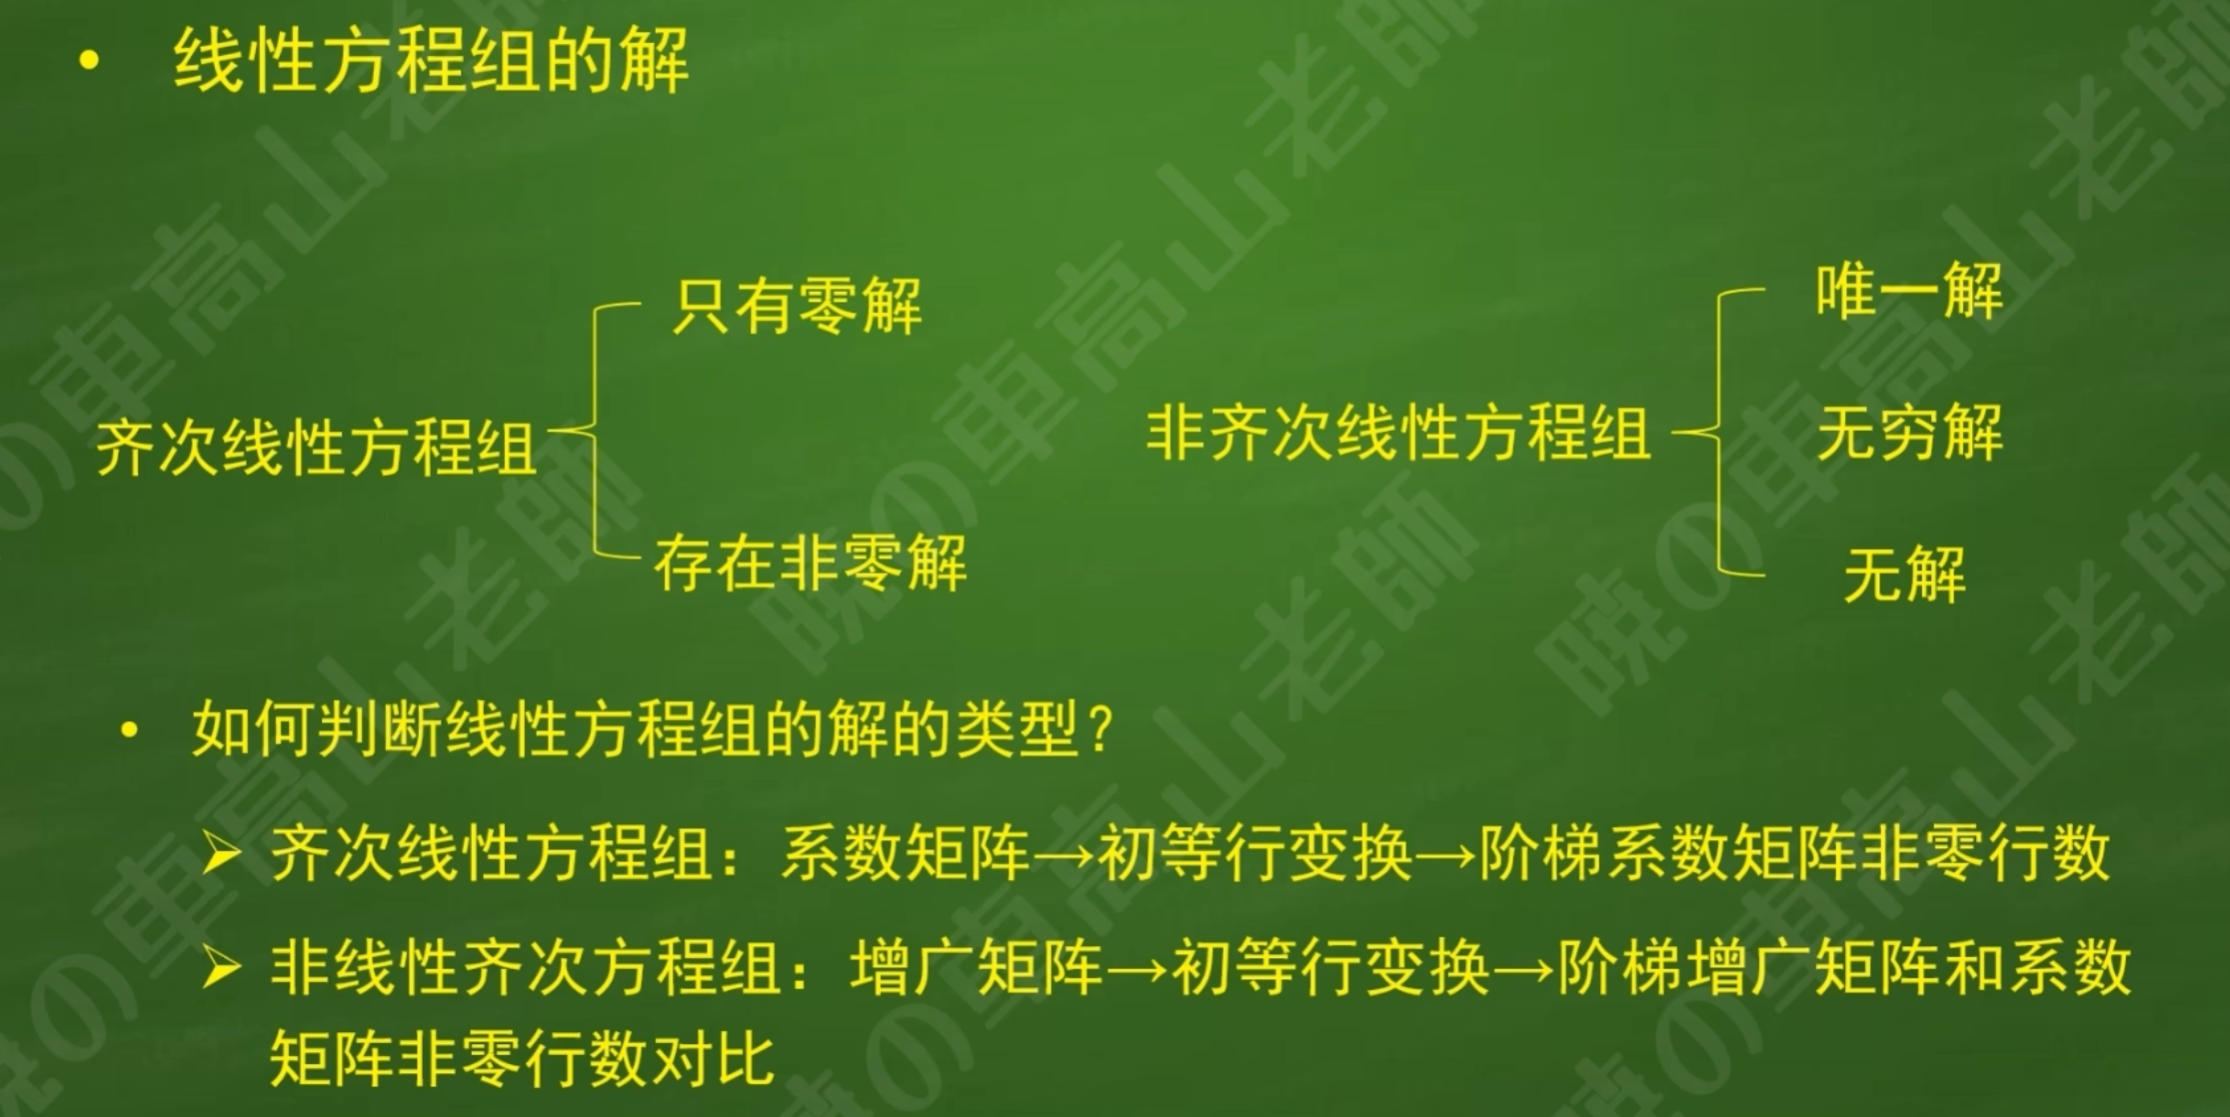 • 线性方程组的解
只有零解
齐次线性方程组
存在非零解
唯一解
非齐次线性方程组
无穷解
无解
• 如何判断线性方程组的解的类型？
➢ 齐次线性方程组：系数矩阵→初等行变换→阶梯系数矩阵非零行数
➢ 非线性齐次方程组：增广矩阵→初等行变换→阶梯增广矩阵和系数
矩阵非零行数对比
暁の車高山老師